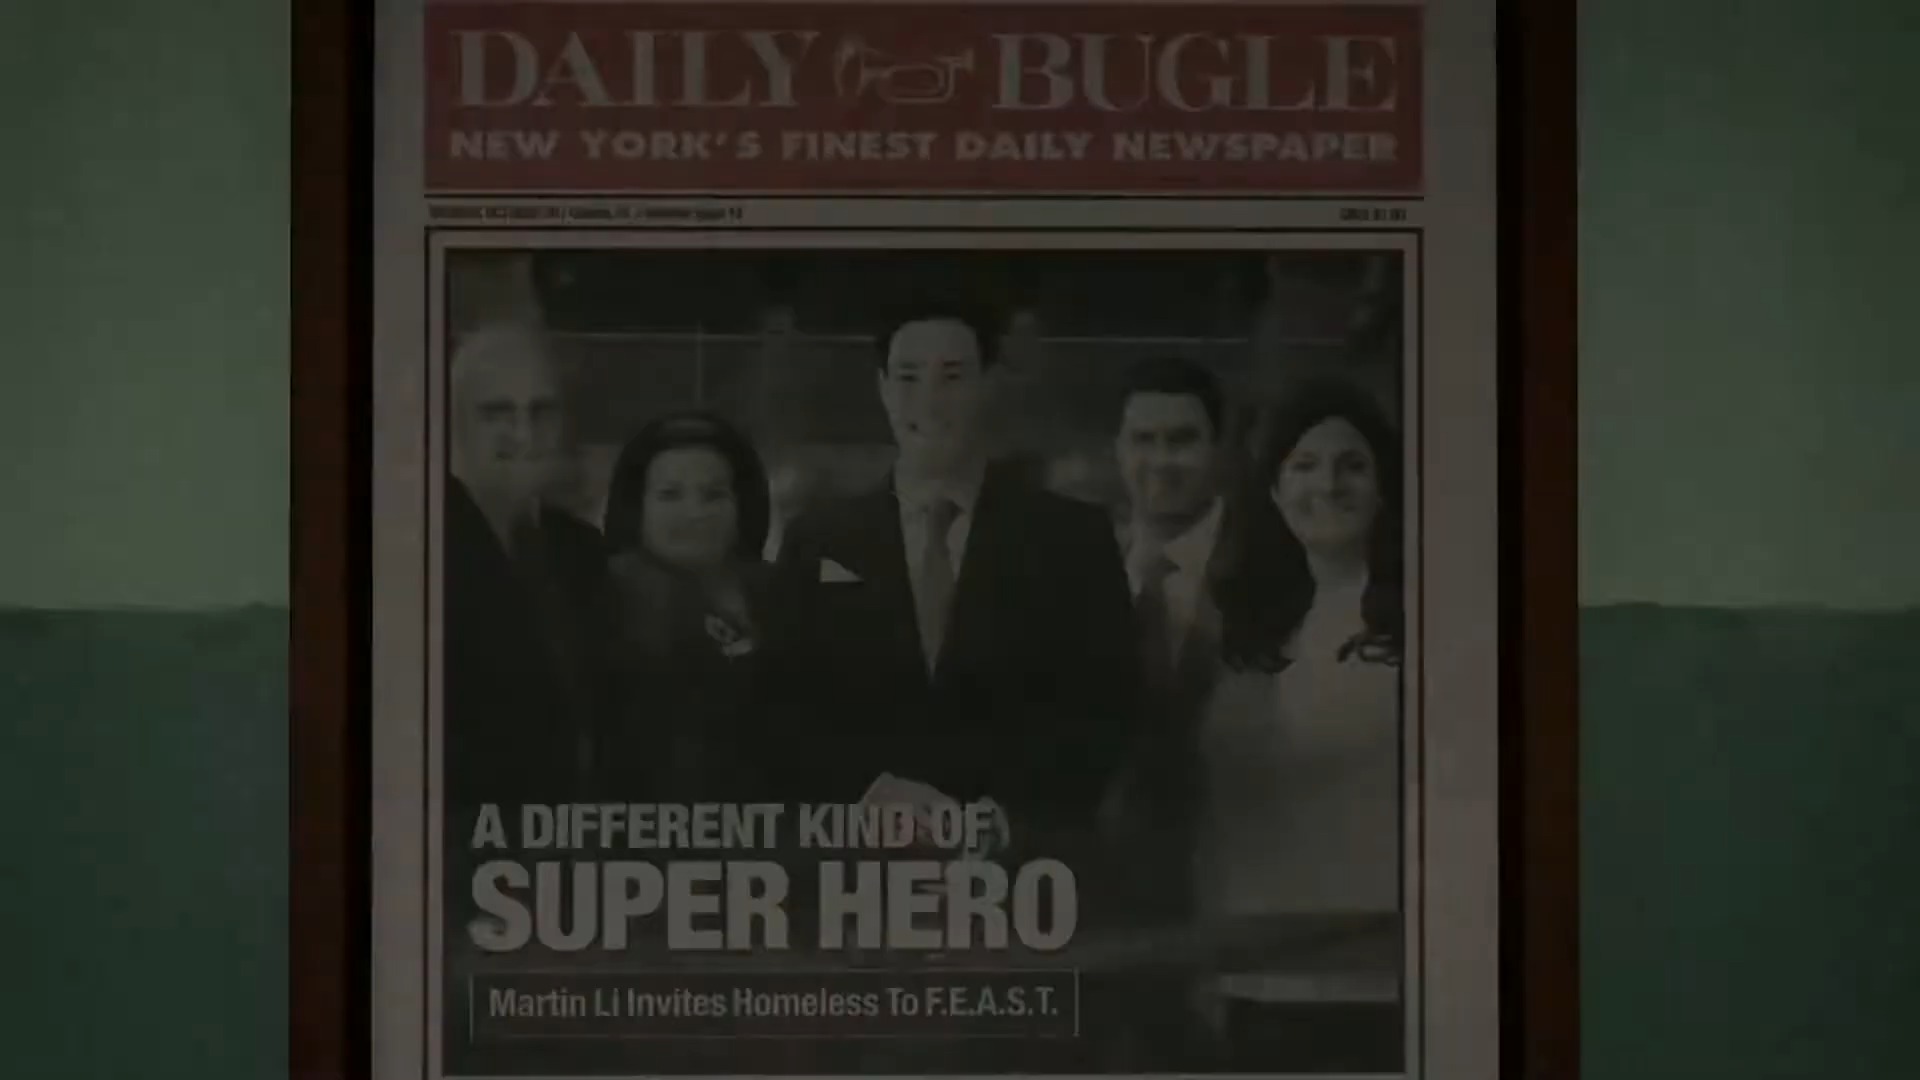 DAILY BUGLE
NEW YORK'S FINEST DAILY NEWSPAPER
A DIFFERENT KIND OF
SUPER HERO
Martin Li Invites Homeless To F.E.A.S.T.